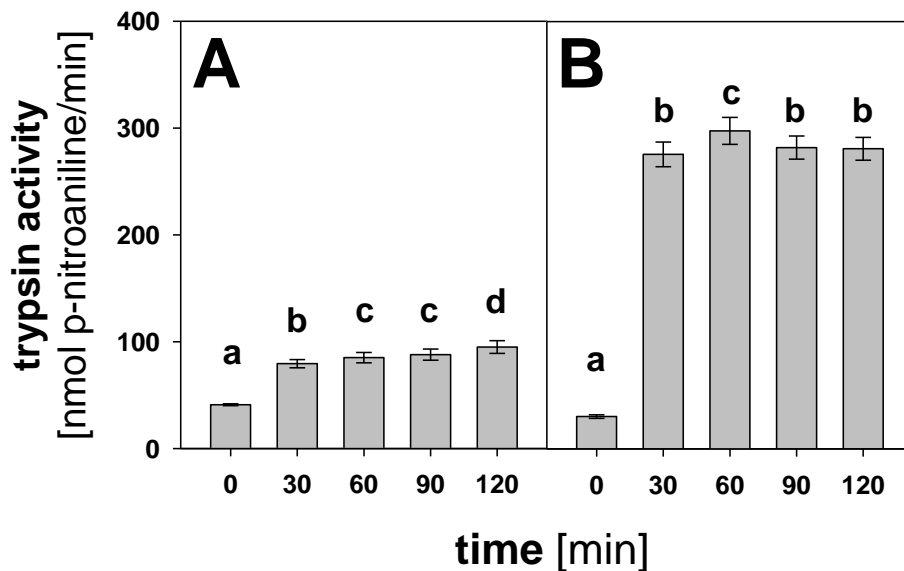 trypsin activity
[nmol p-nitroaniline/min]
400
300
200
100
0
A
a
b
c
c
d
B
a
b
c
b
b
0 30 60 90 120
0 30 60 90 120
time [min]